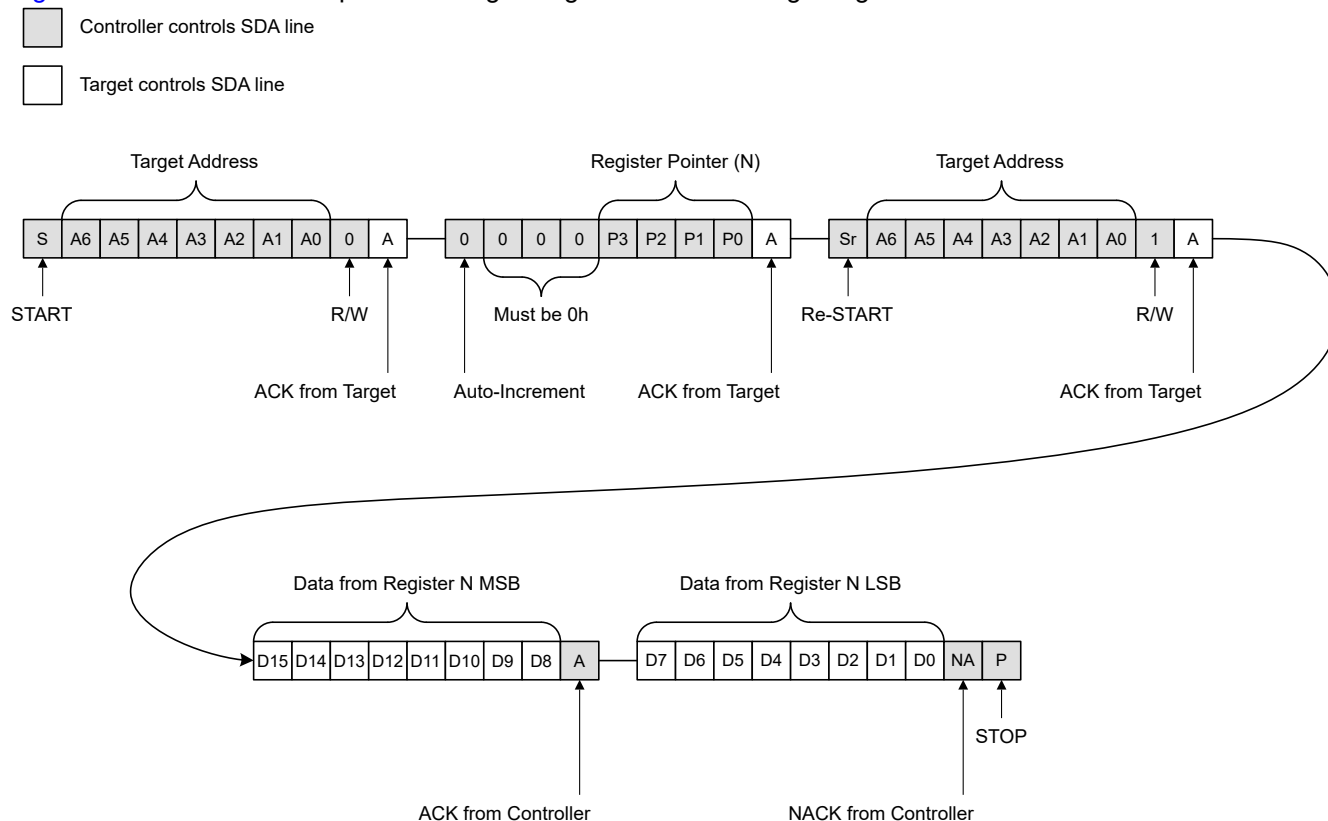 Controller controls SDA line
Target controls SDA line
Target Address
Register Pointer (N)
Target Address
S A6 A5 A4 A3 A2 A1 A0 0 A
0 0 0 0 P3 P2 P1 P0 A
Sr A6 A5 A4 A3 A2 A1 A0 1 A
START
R/W
Must be 0h
Re-START
R/W
ACK from Target
Auto-Increment
ACK from Target
ACK from Target
Data from Register N MSB
Data from Register N LSB
D15 D14 D13 D12 D11 D10 D9 D8 A
D7 D6 D5 D4 D3 D2 D1 D0 NA P
STOP
ACK from Controller
NACK from Controller